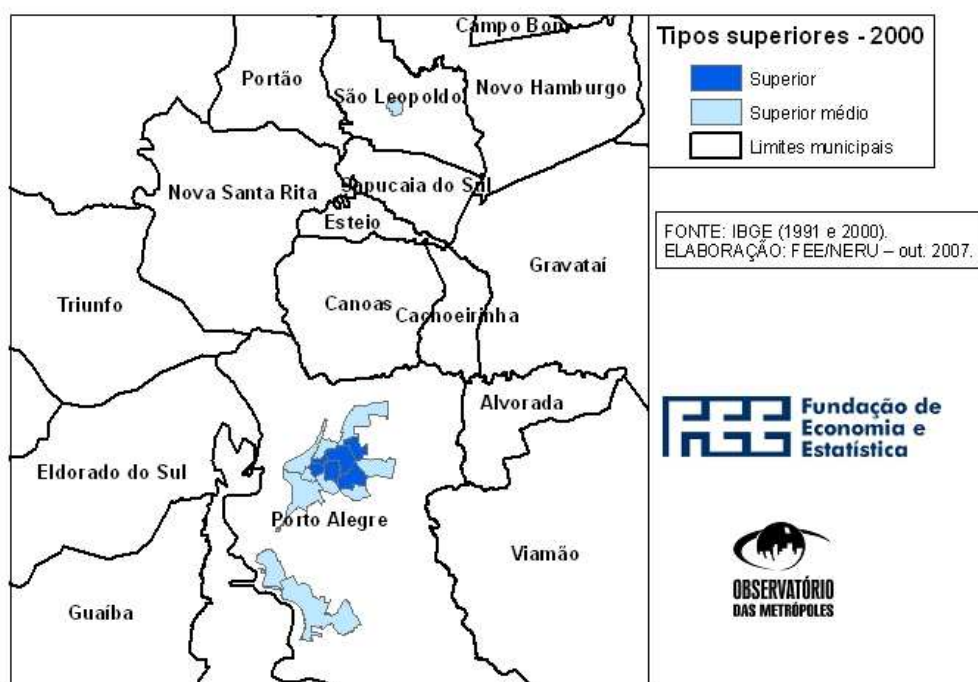 Campo Bom
Portão
São Leopoldo
Novo Hamburgo
Nova Santa Rita
Sapucaia do Sul
Esteio
Gravataí
Triunfo
Canoas
Cachoeirinha
Alvorada
Eldorado do Sul
Porto Alegre
Viamão
Guaíba
Tipos superiores - 2000
Superior
Superior médio
Limites municipais
FONTE: IBGE (1991 e 2000).
ELABORAÇÃO: FEE/NERU – out. 2007.
FEE
Fundação de
Economia e
Estatística
OBSERVATÓRIO
DAS METRÓPOLES